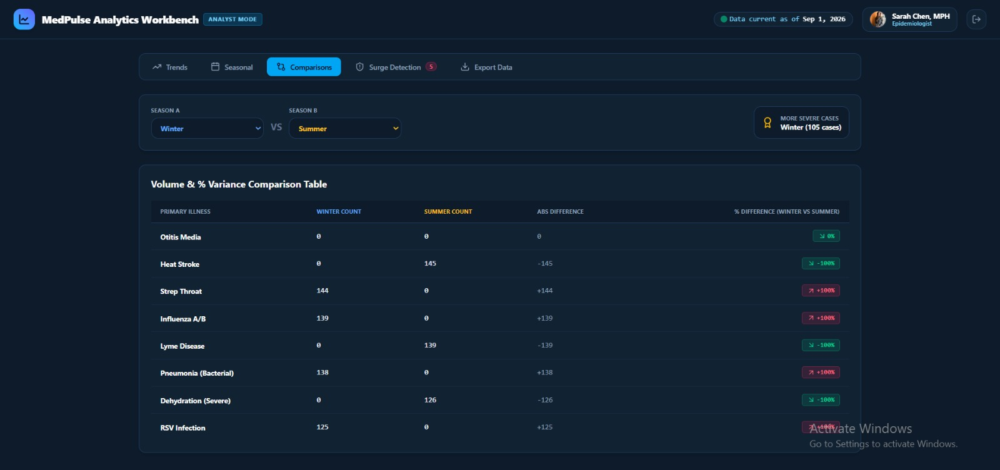 MedPulse Analytics Workbench ANALYST MODE Data current as of Sep 1, 2026 Sarah Chen, MPH
Epidemiologist
Trends Seasonal Comparisons Surge Detection 5 Export Data
SEASON A SEASON B
Winter VS Summer
MORE SEVERE CASES
Winter (105 cases)
Volume & % Variance Comparison Table
PRIMARY ILLNESS WINTER COUNT SUMMER COUNT ABS DIFFERENCE % DIFFERENCE (WINTER VS SUMMER)
Otitis Media 0 0 0 0%
Heat Stroke 0 145 -145 -100%
Strep Throat 144 0 +144 +100%
Influenza A/B 139 0 +139 +100%
Lyme Disease 0 139 -139 -100%
Pneumonia (Bacterial) 138 0 +138 +100%
Dehydration (Severe) 0 126 -126 -100%
RSV Infection 125 0 +125 +100%
Activate Windows
Go to Settings to activate Windows.